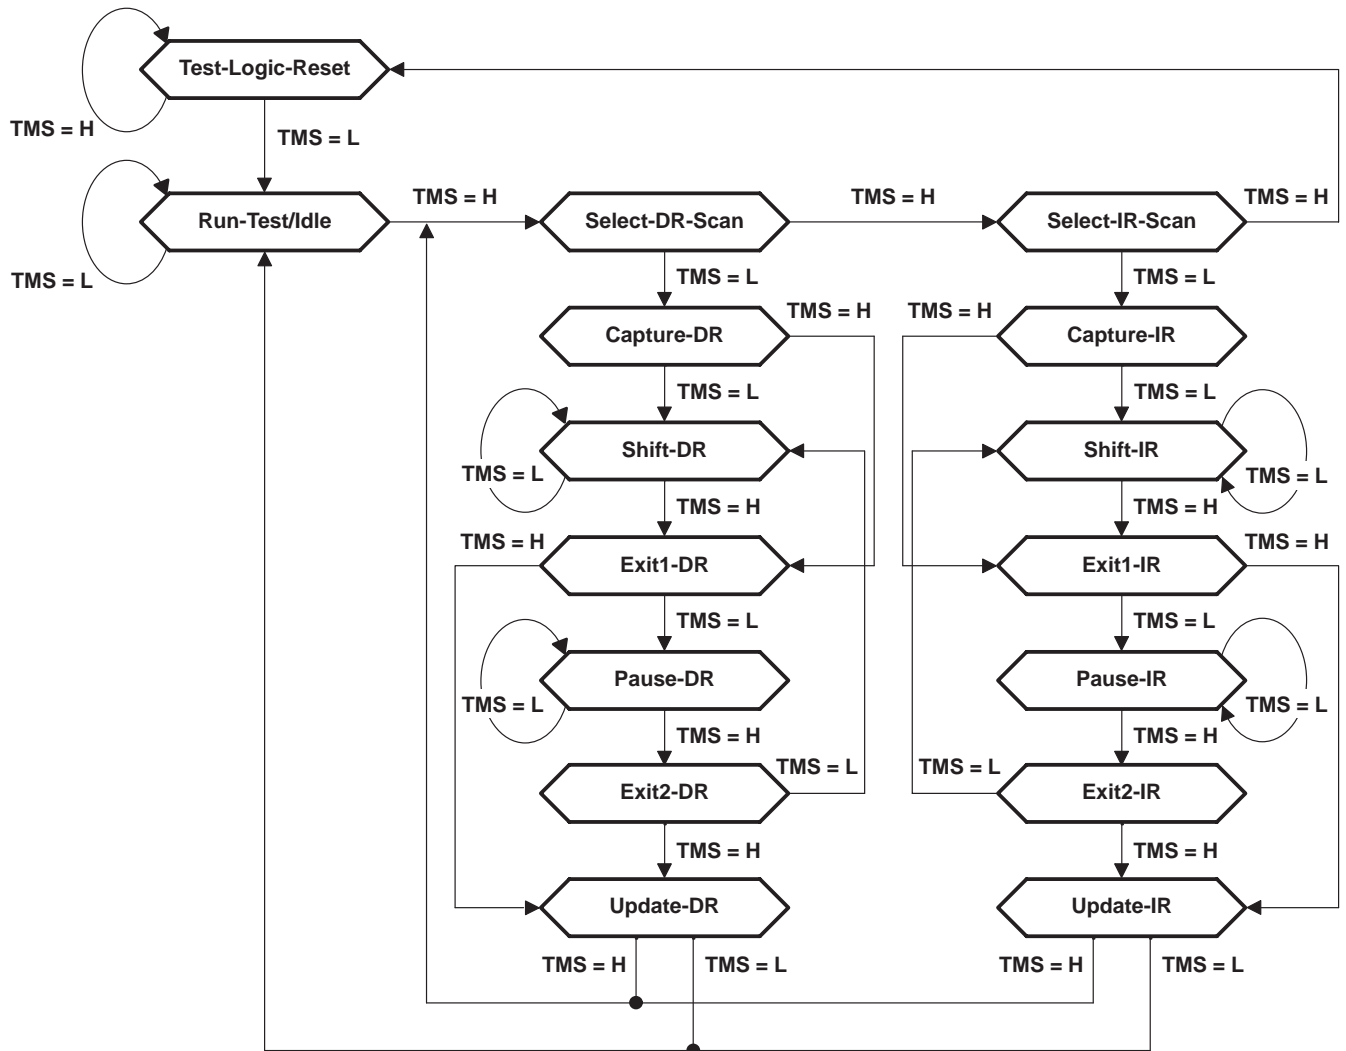 Test-Logic-Reset
TMS = H
TMS = L
Run-Test/Idle
TMS = L
TMS = H
Select-DR-Scan
TMS = H
Select-IR-Scan
TMS = H
TMS = L
TMS = L
Capture-DR
TMS = H
TMS = H
Capture-IR
TMS = L
TMS = L
Shift-DR
TMS = L
Shift-IR
TMS = L
TMS = H
TMS = H
TMS = H
Exit1-DR
Exit1-IR
TMS = H
TMS = L
TMS = L
Pause-DR
TMS = L
Pause-IR
TMS = L
TMS = H
TMS = H
Exit2-DR
TMS = L
TMS = L
Exit2-IR
TMS = H
TMS = H
Update-DR
Update-IR
TMS = H
TMS = L
TMS = H
TMS = L